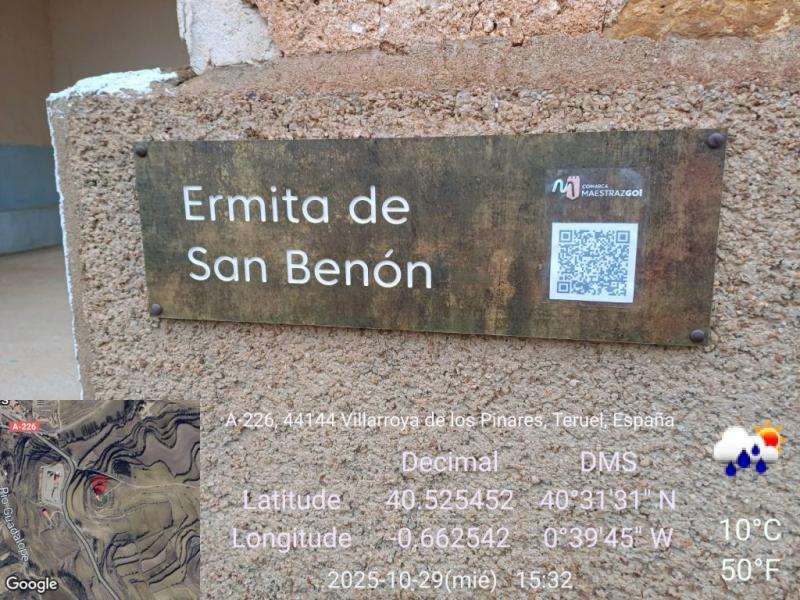 Ermita de
San Benón
COMARCA
MAESTRAZGO!
A-226, 44144 Villarroya de los Pinares, Teruel, España
Decimal DMS
Latitude 40.525452 40°31'31" N
Longitude -0.662542 0°39'45" W
2025-10-29(mié) 15:32
10°C
50°F
A-226
Río Guadalope
Google